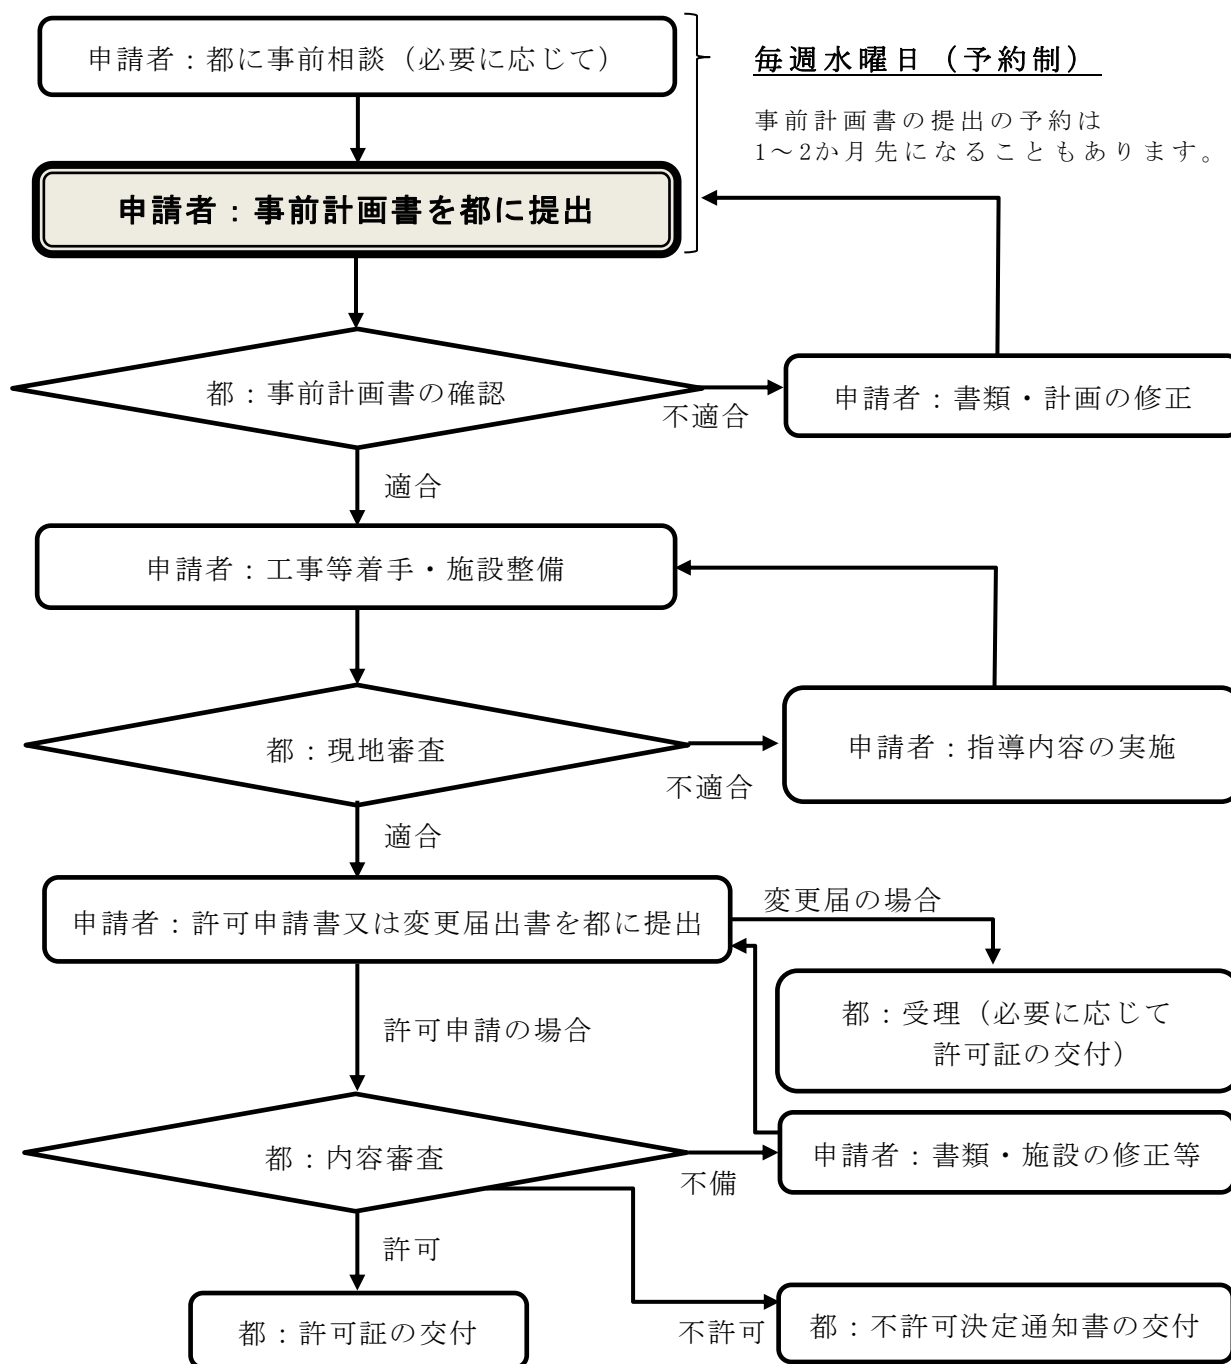 申請者：都に事前相談（必要に応じて）
毎週水曜日（予約制）
事前計画書の提出の予約は
1～2か月先になることもあります。
申請者：事前計画書を都に提出
都：事前計画書の確認
不適合
申請者：書類・計画の修正
適合
申請者：工事等着手・施設整備
都：現地審査
不適合
申請者：指導内容の実施
適合
申請者：許可申請書又は変更届出書を都に提出
変更届の場合
都：受理（必要に応じて
許可証の交付）
許可申請の場合
都：内容審査
不備
申請者：書類・施設の修正等
許可
都：許可証の交付
不許可
都：不許可決定通知書の交付